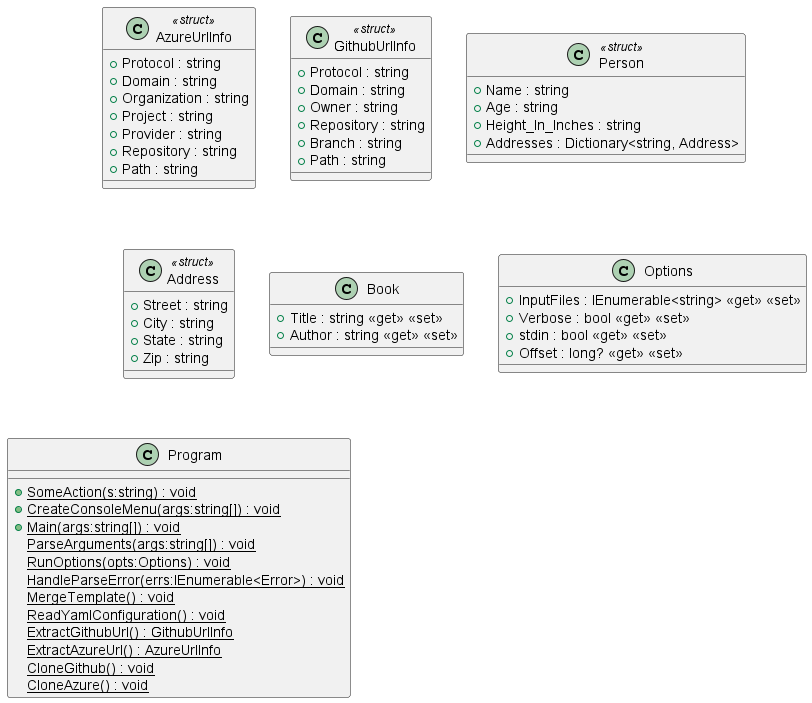 C «struct»
AzureUrlInfo
Protocol : string
Domain : string
Organization : string
Project : string
Provider : string
Repository : string
Path : string
C «struct»
GithubUrlInfo
Protocol : string
Domain : string
Owner : string
Repository : string
Branch : string
Path : string
C «struct»
Person
Name : string
Age : string
Height_In_Inches : string
Addresses : Dictionary<string, Address>
C «struct»
Address
Street : string
City : string
State : string
Zip : string
C Book
Title : string «get» «set»
Author : string «get» «set»
C Options
InputFiles : IEnumerable<string> «get» «set»
Verbose : bool «get» «set»
stdin : bool «get» «set»
Offset : long? «get» «set»
C Program
SomeAction(s:string) : void
CreateConsoleMenu(args:string[]) : void
Main(args:string[]) : void
ParseArguments(args:string[]) : void
RunOptions(opts:Options) : void
HandleParseError(errs:IEnumerable<Error>) : void
MergeTemplate() : void
ReadYamlConfiguration() : void
ExtractGithubUrl() : GithubUrlInfo
ExtractAzureUrl() : AzureUrlInfo
CloneGithub() : void
CloneAzure() : void